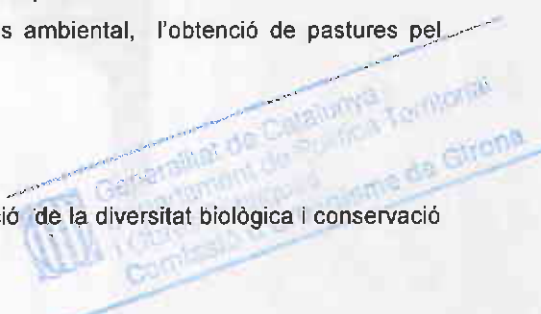 s ambiental, l'obtenció de pastures pel
Generalitat de Catalunya
Departament de Política Territorial
Comissió d'Urbanisme de Girona
ció de la diversitat biològica i conservació